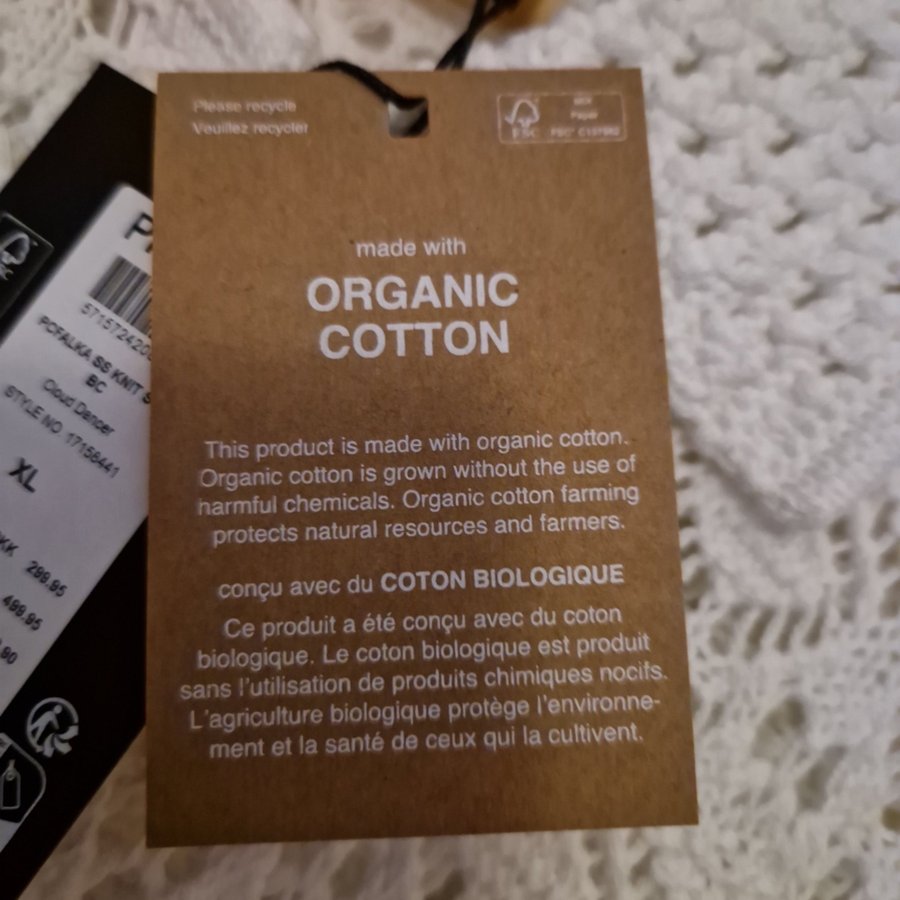 Please recycle
Veuillez recycler
FSC
MIX
Paper
made with
ORGANIC
COTTON
This product is made with organic cotton.
Organic cotton is grown without the use of
harmful chemicals. Organic cotton farming
protects natural resources and farmers.
conçu avec du COTON BIOLOGIQUE
Ce produit a été conçu avec du coton
biologique. Le coton biologique est produit
sans l'utilisation de produits chimiques nocifs.
L'agriculture biologique protège l'environne-
ment et la santé de ceux qui la cultivent.
PCFALKA SS KNIT
BC
Cloud Dancer
STYLE NO. 17156441
XL
299.95
499.95